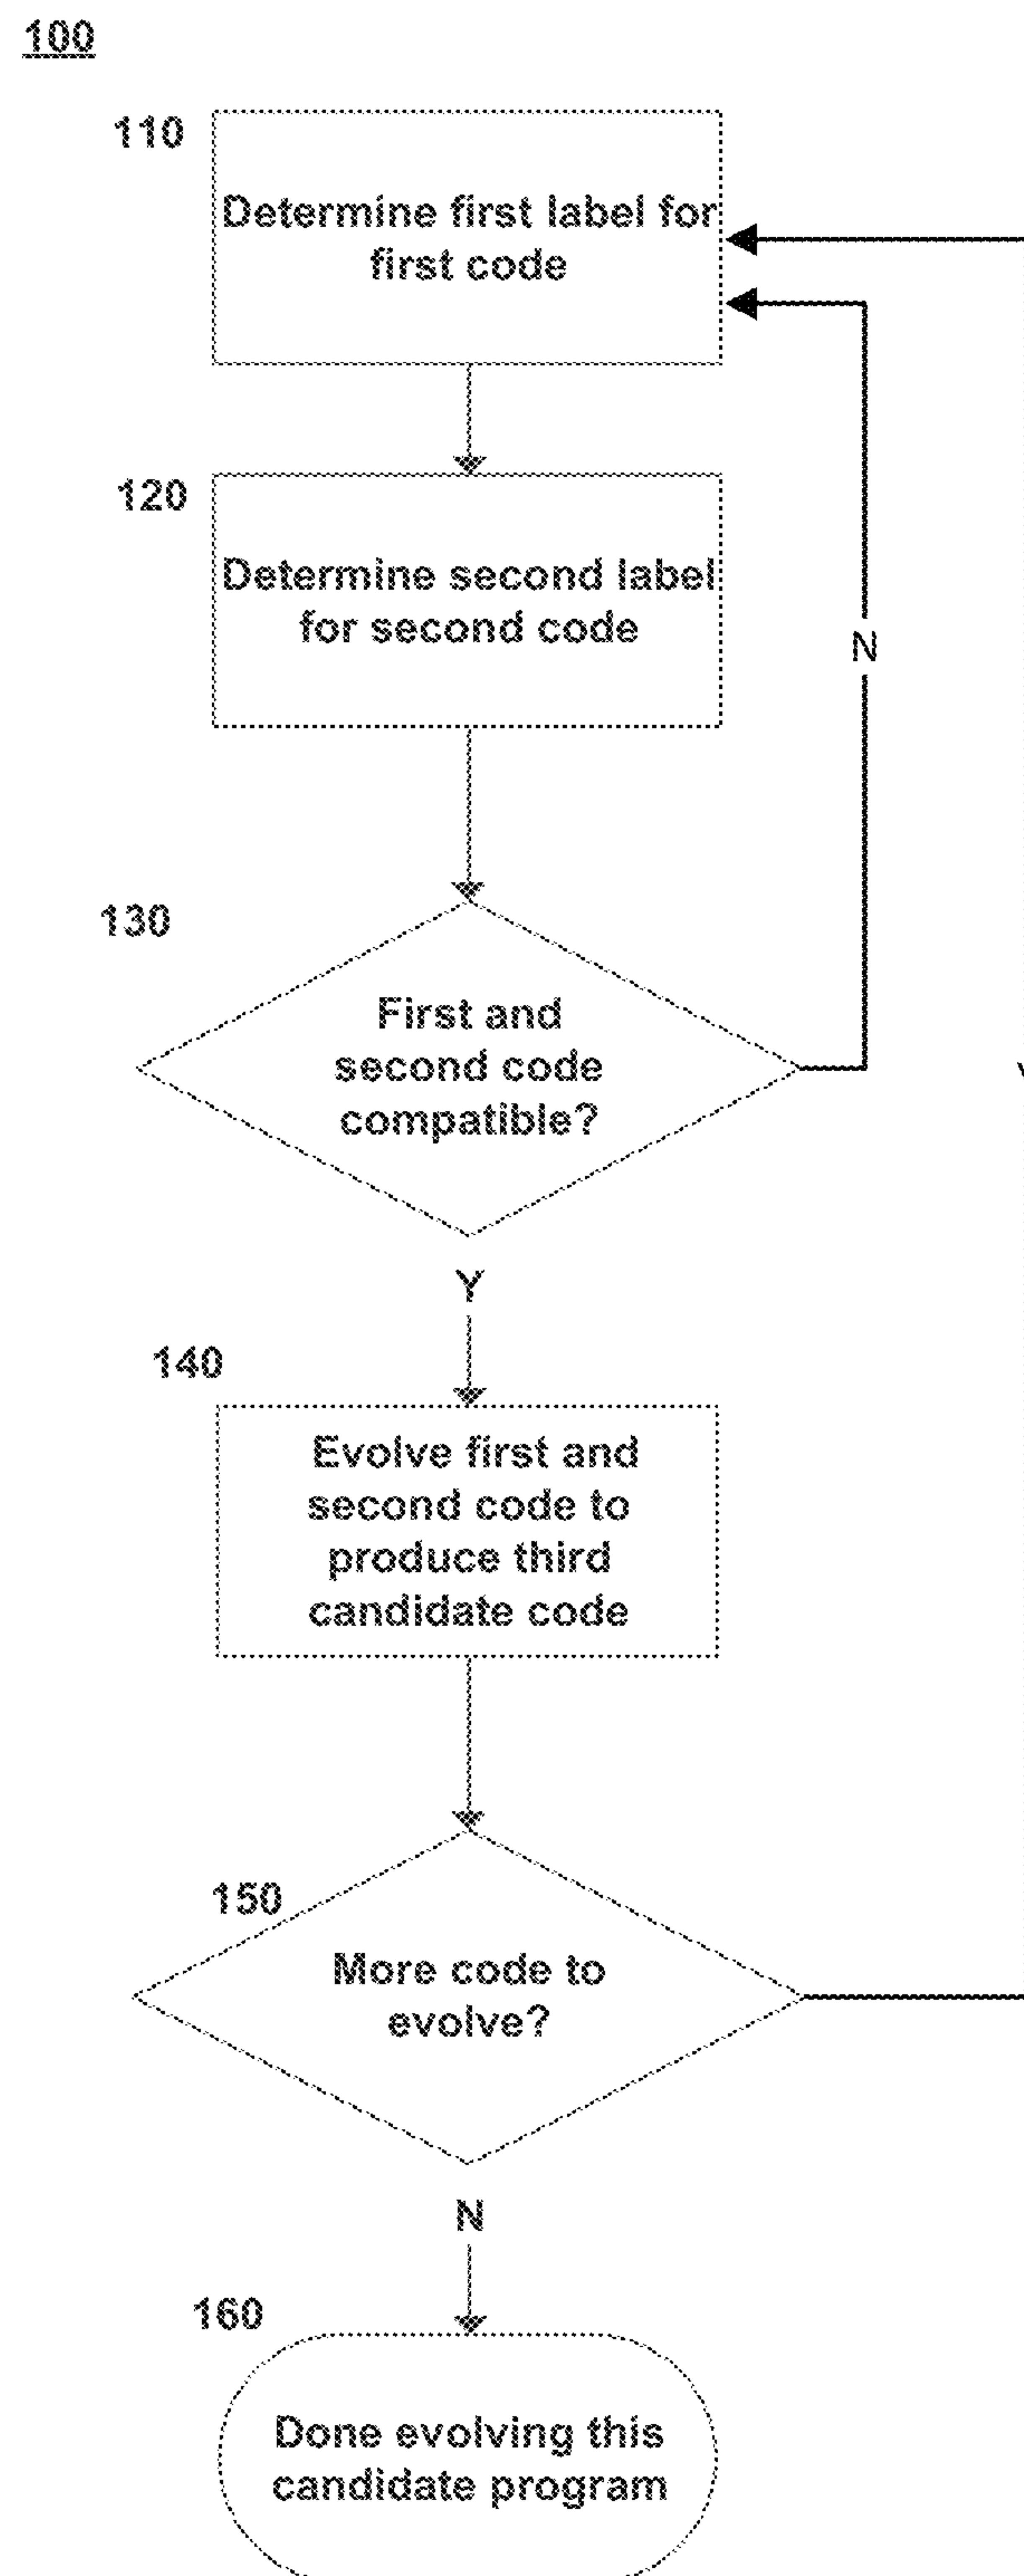 100
110
Determine first label for
first code
120
Determine second label
for second code
N
130
First and
second code
compatible?
Y
140
Evolve first and
second code to
produce third
candidate code
150
More code to
evolve?
N
160
Done evolving this
candidate program